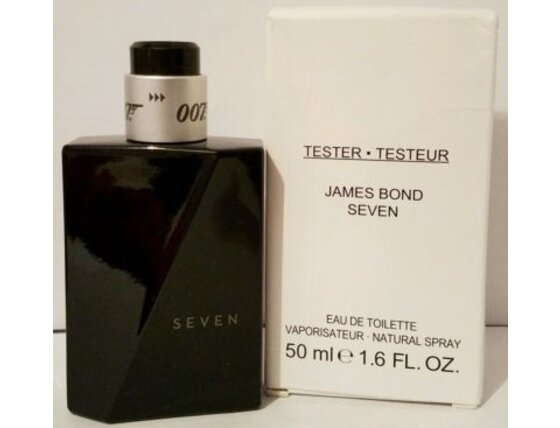 007
SEVEN
TESTER • TESTEUR
JAMES BOND
SEVEN
EAU DE TOILETTE
VAPORISATEUR · NATURAL SPRAY
50 ml ℮ 1.6 FL. OZ.